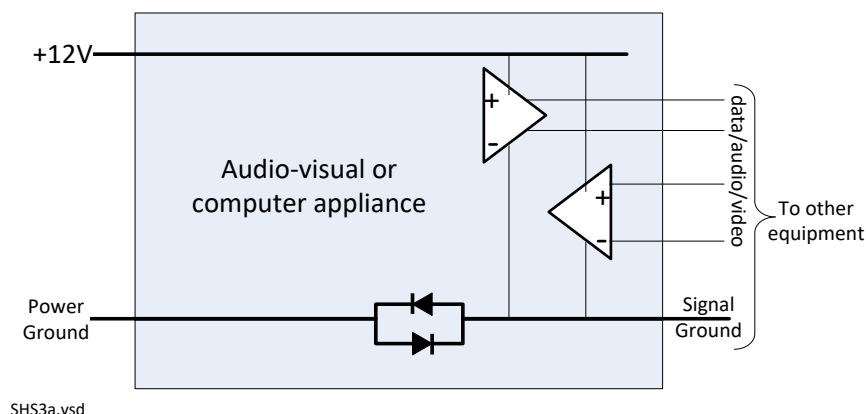 +12V
+
-
data/audio/video
Audio-visual or
computer appliance
+
-
To other
equipment
Power
Ground
Signal
Ground
SHS3a.vsd